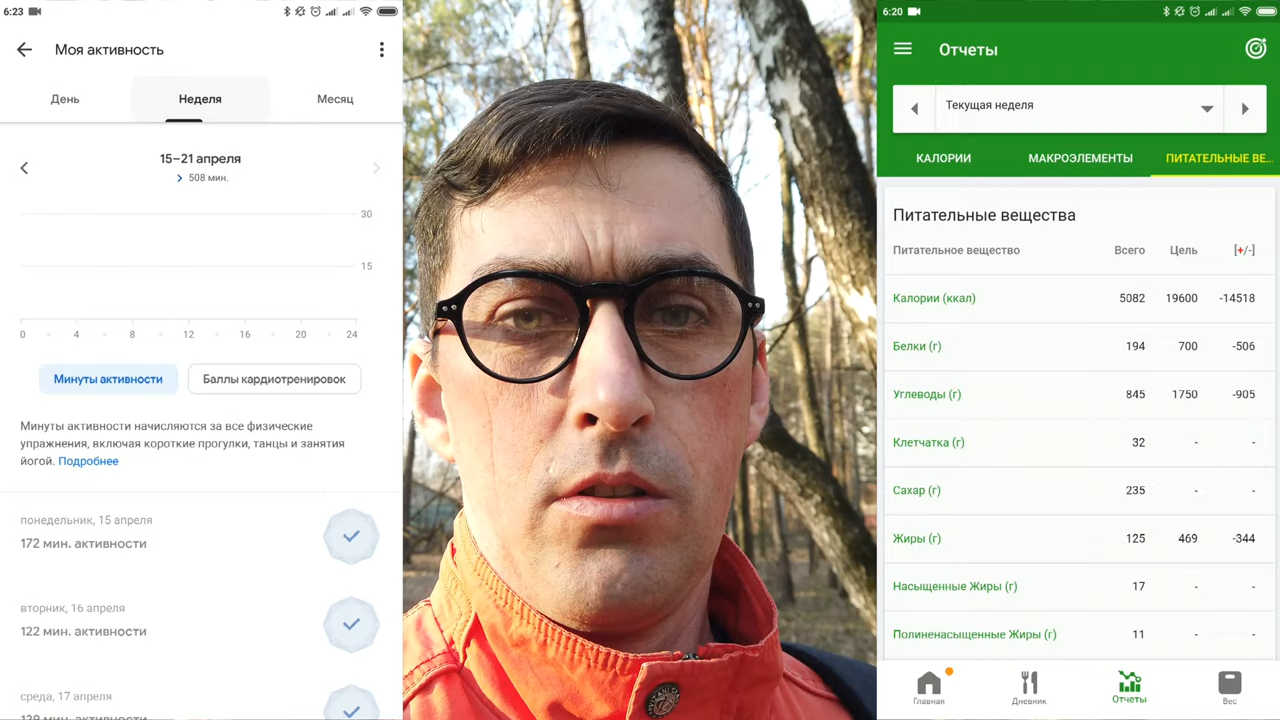 6:23
Моя активность
День
Неделя
Месяц
15–21 апреля
508 мин.
30
15
0 4 8 12 16 20 24
Минуты активности
Баллы кардиотренировок
Минуты активности начисляются за все физические
упражнения, включая короткие прогулки, танцы и занятия
йогой. Подробнее
понедельник, 15 апреля
172 мин. активности
вторник, 16 апреля
122 мин. активности
среда, 17 апреля
мин. активности
6:20
Отчеты
Текущая неделя
КАЛОРИИ
МАКРОЭЛЕМЕНТЫ
ПИТАТЕЛЬНЫЕ ВЕ...
Питательные вещества
Питательное вещество Всего Цель [+/-]
Калории (ккал) 5082 19600 -14518
Белки (г) 194 700 -506
Углеводы (г) 845 1750 -905
Клетчатка (г) 32 - -
Сахар (г) 235 - -
Жиры (г) 125 469 -344
Насыщенные Жиры (г) 17 - -
Полиненасыщенные Жиры (г) 11 - -
Главная
Дневник
Отчеты
Вес